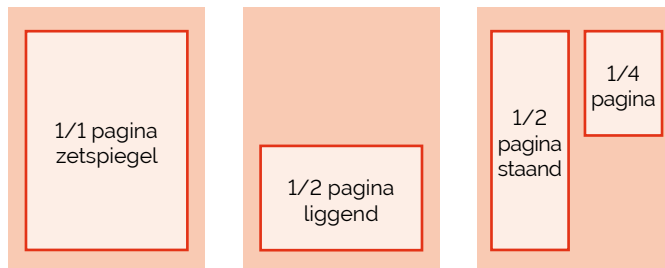 1/1 pagina
zetspiegel
1/2 pagina
liggend
1/2
pagina
staand
1/4
pagina